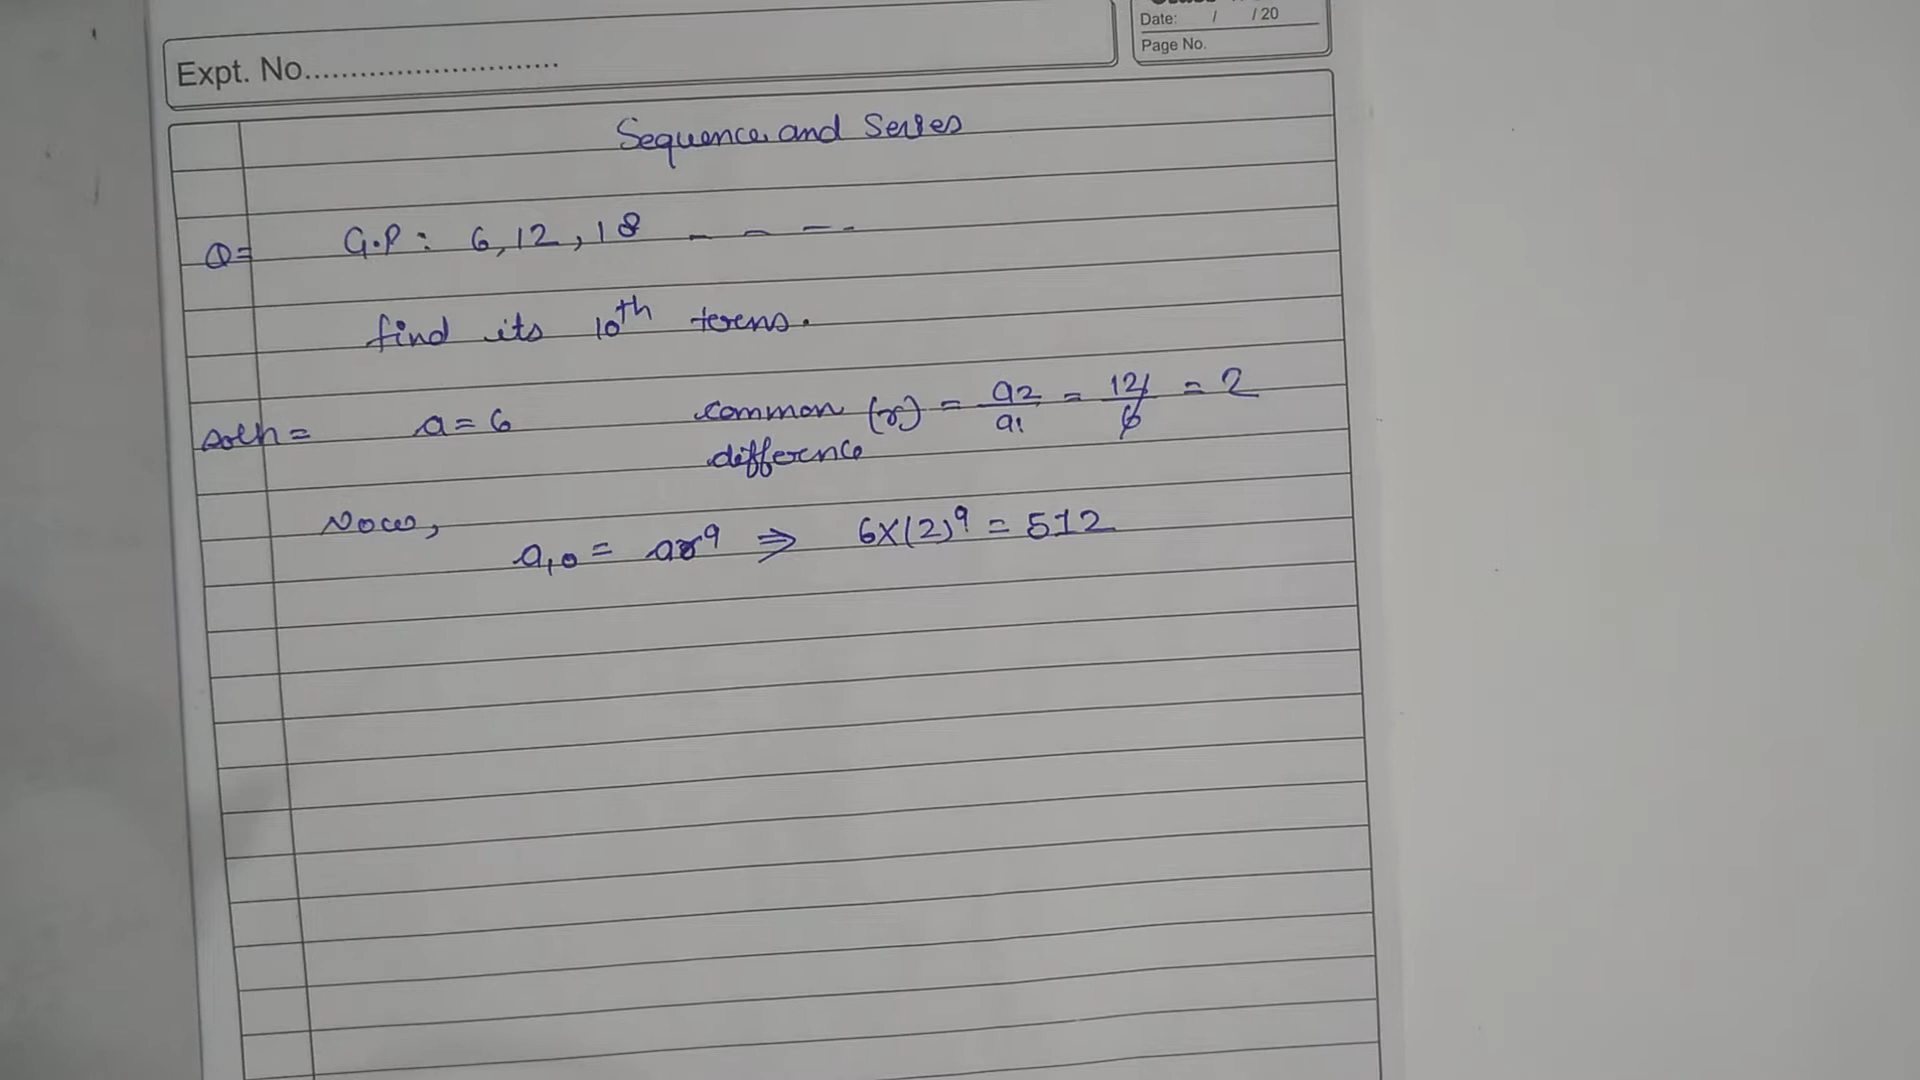 Date: / / 20
Page No.
Expt. No............................
Sequence and Series
Q= G.P: 6, 12, 18 - - - -
find its 10th terms.
soln = a = 6 common (r) = a2/a1 = 12/6 = 2
difference
Now,
a10 = ar9 ⇒ 6×(2)9 = 512